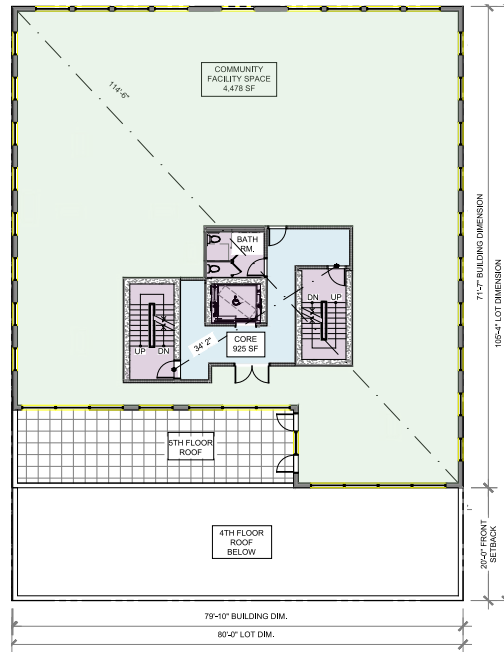 COMMUNITY
FACILITY SPACE
4,478 SF
114'-6"
BATH
RM.
DN UP
UP DN
34'-2"
CORE
925 SF
5TH FLOOR
ROOF
4TH FLOOR
ROOF
BELOW
71'-7" BUILDING DIMENSION
105'-4" LOT DIMENSION
20'-0" FRONT
SETBACK
79'-10" BUILDING DIM.
80'-0" LOT DIM.